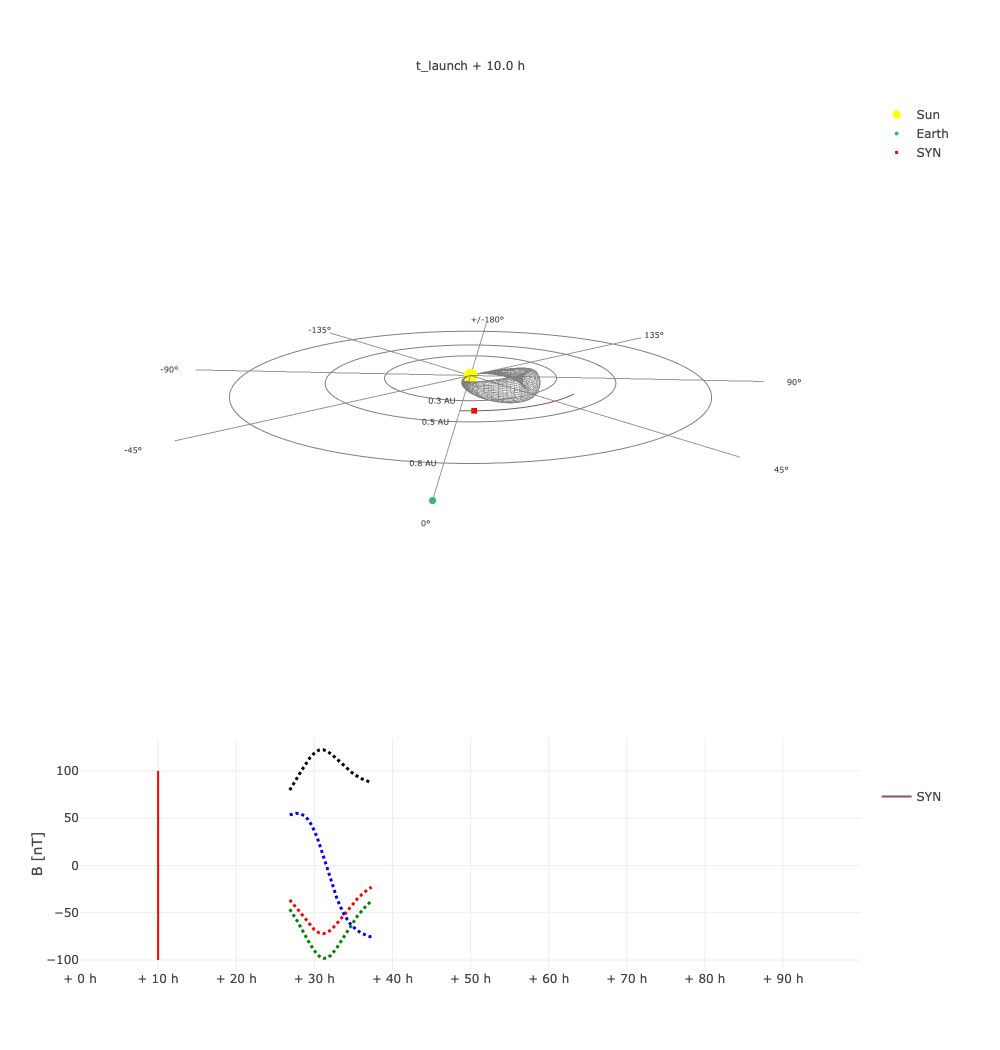 t_launch + 10.0 h
Sun
Earth
SYN
+/-180°
-135°
135°
-90°
90°
0.3 AU
0.5 AU
-45°
0.8 AU
45°
0°
100
50
0
−50
−100
B [nT]
SYN
+ 0 h
+ 10 h
+ 20 h
+ 30 h
+ 40 h
+ 50 h
+ 60 h
+ 70 h
+ 80 h
+ 90 h